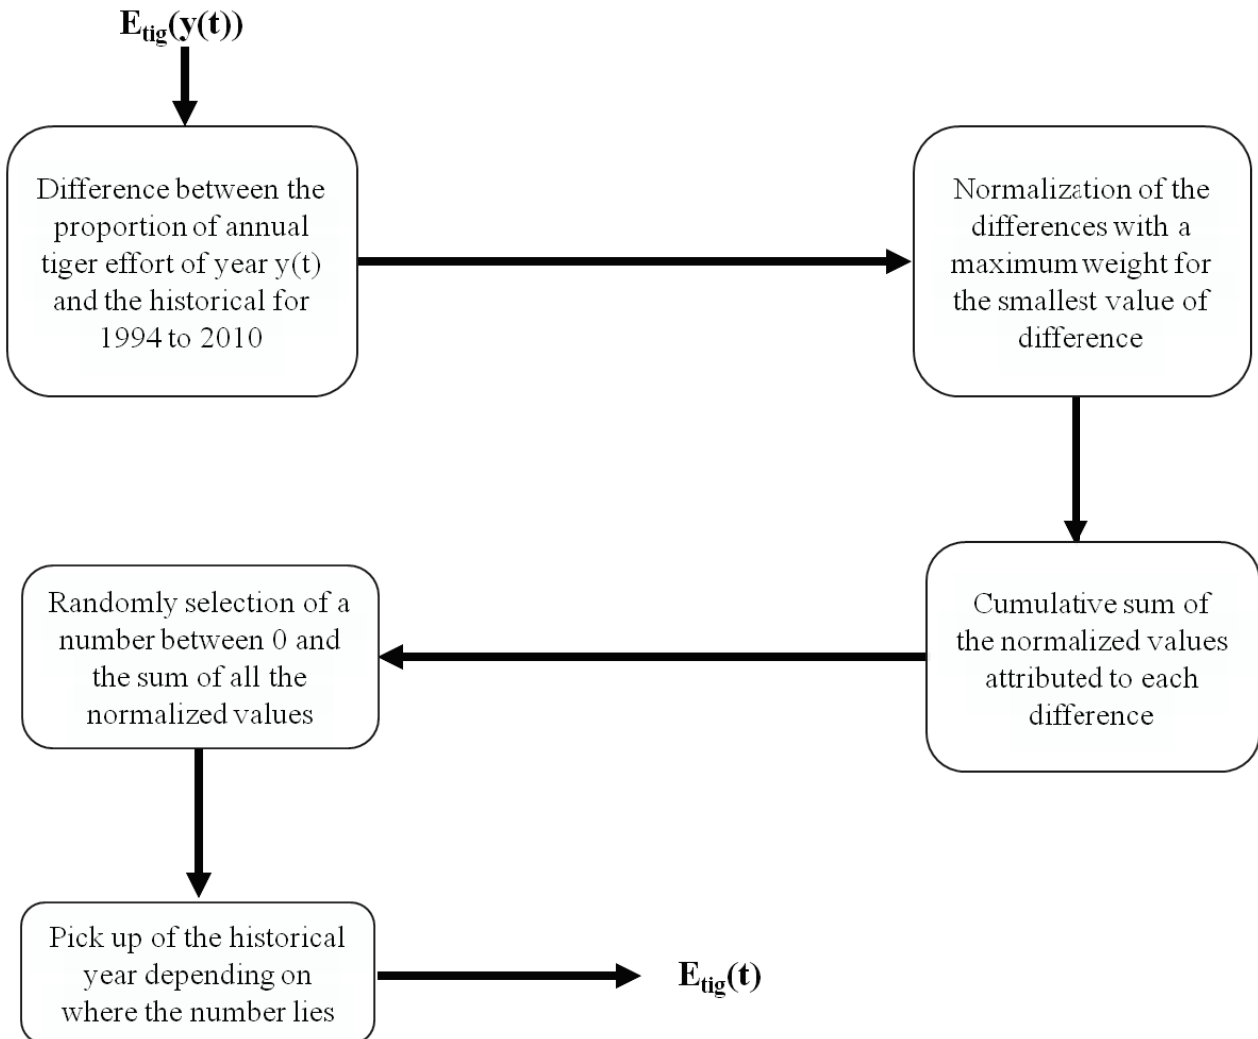 E_tig(y(t))
Difference between the
proportion of annual
tiger effort of year y(t)
and the historical for
1994 to 2010
Normalization of the
differences with a
maximum weight for
the smallest value of
difference
Cumulative sum of
the normalized values
attributed to each
difference
Randomly selection of a
number between 0 and
the sum of all the
normalized values
Pick up of the historical
year depending on
where the number lies
E_tig(t)